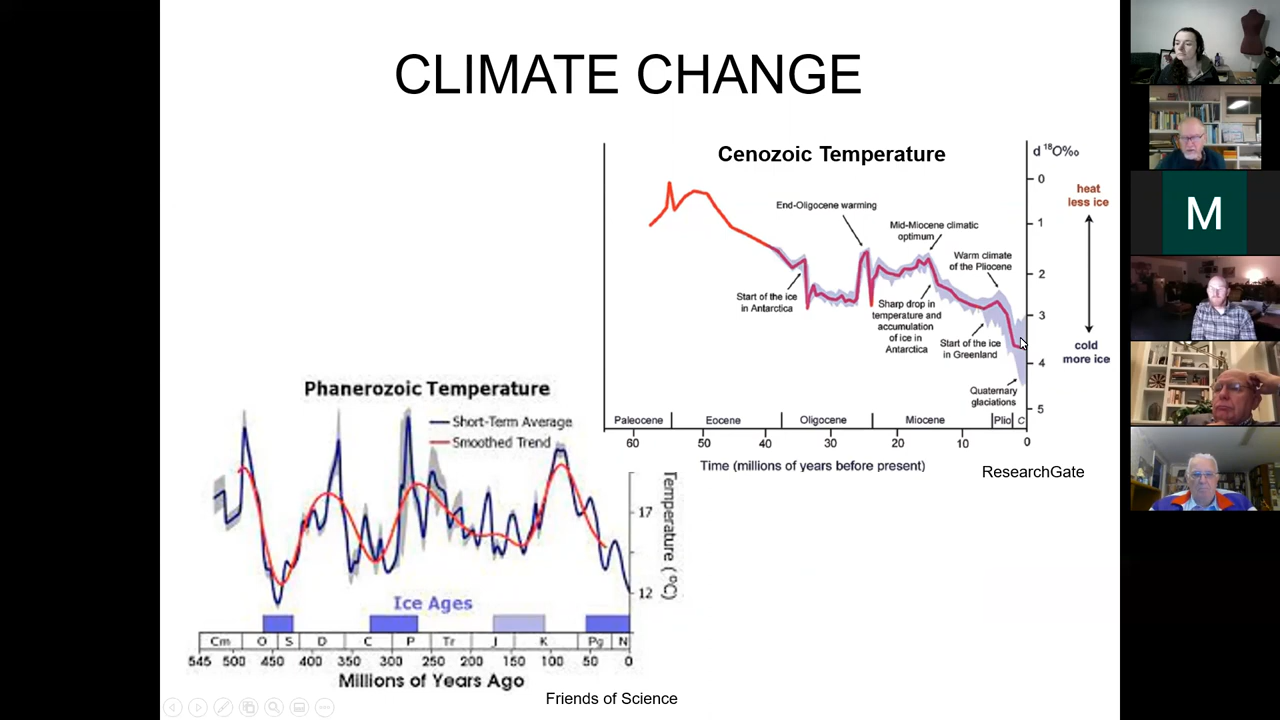 CLIMATE CHANGE
Cenozoic Temperature
d ¹⁸O‰
0
1
2
3
4
5
heat
less ice
cold
more ice
End-Oligocene warming
Mid-Miocene climatic
optimum
Warm climate
of the Pliocene
Start of the ice
in Antarctica
Sharp drop in
temperature and
accumulation
of ice in
Antarctica
Start of the ice
in Greenland
Quaternary
glaciations
Paleocene Eocene Oligocene Miocene Plio C
60 50 40 30 20 10 0
Time (millions of years before present)
ResearchGate
Phanerozoic Temperature
Short-Term Average
Smoothed Trend
17
12
Temperature (°C)
Ice Ages
Cm O S D C P Tr J K Pg N
545 500 450 400 350 300 250 200 150 100 50 0
Millions of Years Ago
Friends of Science
M